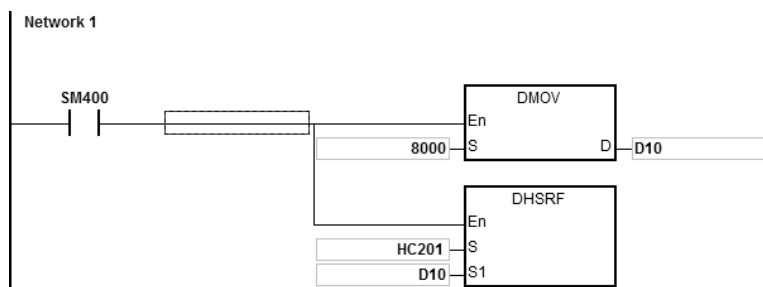 Network 1
SM400
DMOV
En
8000 S D D10
DHSRF
En
HC201 S
D10 S1